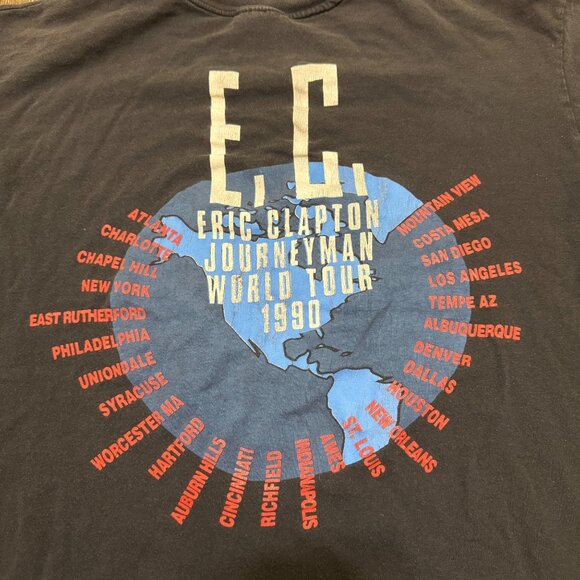 E.C.
ERIC CLAPTON
JOURNEYMAN
WORLD TOUR
1990
ATLANTA
CHARLOTTE
CHAPEL HILL
NEW YORK
EAST RUTHERFORD
PHILADELPHIA
UNIONDALE
SYRACUSE
WORCESTER MA
HARTFORD
AUBURN HILLS
CINCINNATI
RICHFIELD
MINNAPOLIS
AMES
ST. LOUIS
NEW ORLEANS
HOUSTON
DALLAS
DENVER
ALBUQUERQUE
TEMPE AZ
LOS ANGELES
SAN DIEGO
COSTA MESA
MOUNTAIN VIEW